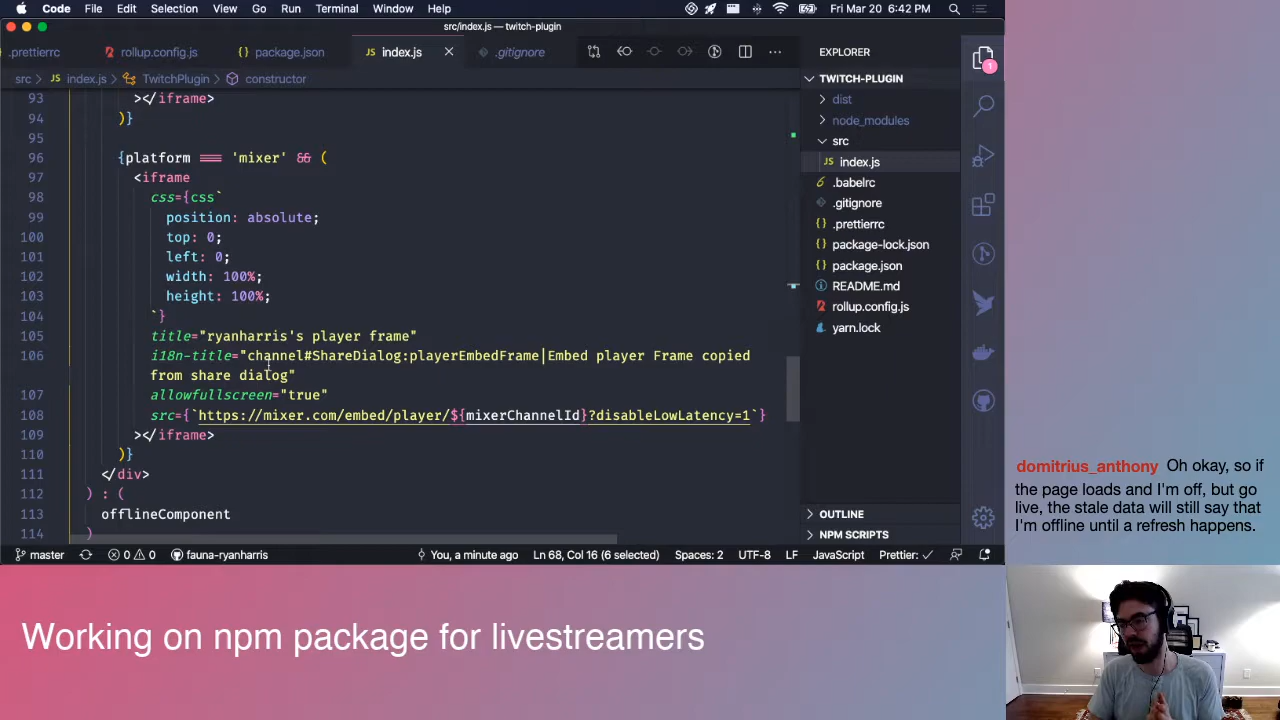 Code File Edit Selection View Go Run Terminal Window Help Fri Mar 20 6:42 PM
src/index.js — twitch-plugin
.prettierrc rollup.config.js package.json index.js .gitignore
src > index.js > TwitchPlugin > constructor
93 ></iframe>
94 )}
95
96 {platform === 'mixer' && (
97 <iframe
98 css={css`
99 position: absolute;
100 top: 0;
101 left: 0;
102 width: 100%;
103 height: 100%;
104 `}
105 title="ryanharris's player frame"
106 i18n-title="channel#ShareDialog:playerEmbedFrame|Embed player Frame copied
from share dialog"
107 allowfullscreen="true"
108 src={`https://mixer.com/embed/player/${mixerChannelId}?disableLowLatency=1`}
109 ></iframe>
110 )}
111 </div>
112 ) : (
113 offlineComponent
114 )
EXPLORER
TWITCH-PLUGIN
dist
node_modules
src
index.js
.babelrc
.gitignore
.prettierrc
package-lock.json
package.json
README.md
rollup.config.js
yarn.lock
OUTLINE
NPM SCRIPTS
1
master 0 0 fauna-ryanharris You, a minute ago Ln 68, Col 16 (6 selected) Spaces: 2 UTF-8 LF JavaScript Prettier: ✓
domitrius_anthony Oh okay, so if
the page loads and I'm off, but go
live, the stale data will still say that
I'm offline until a refresh happens.
Working on npm package for livestreamers